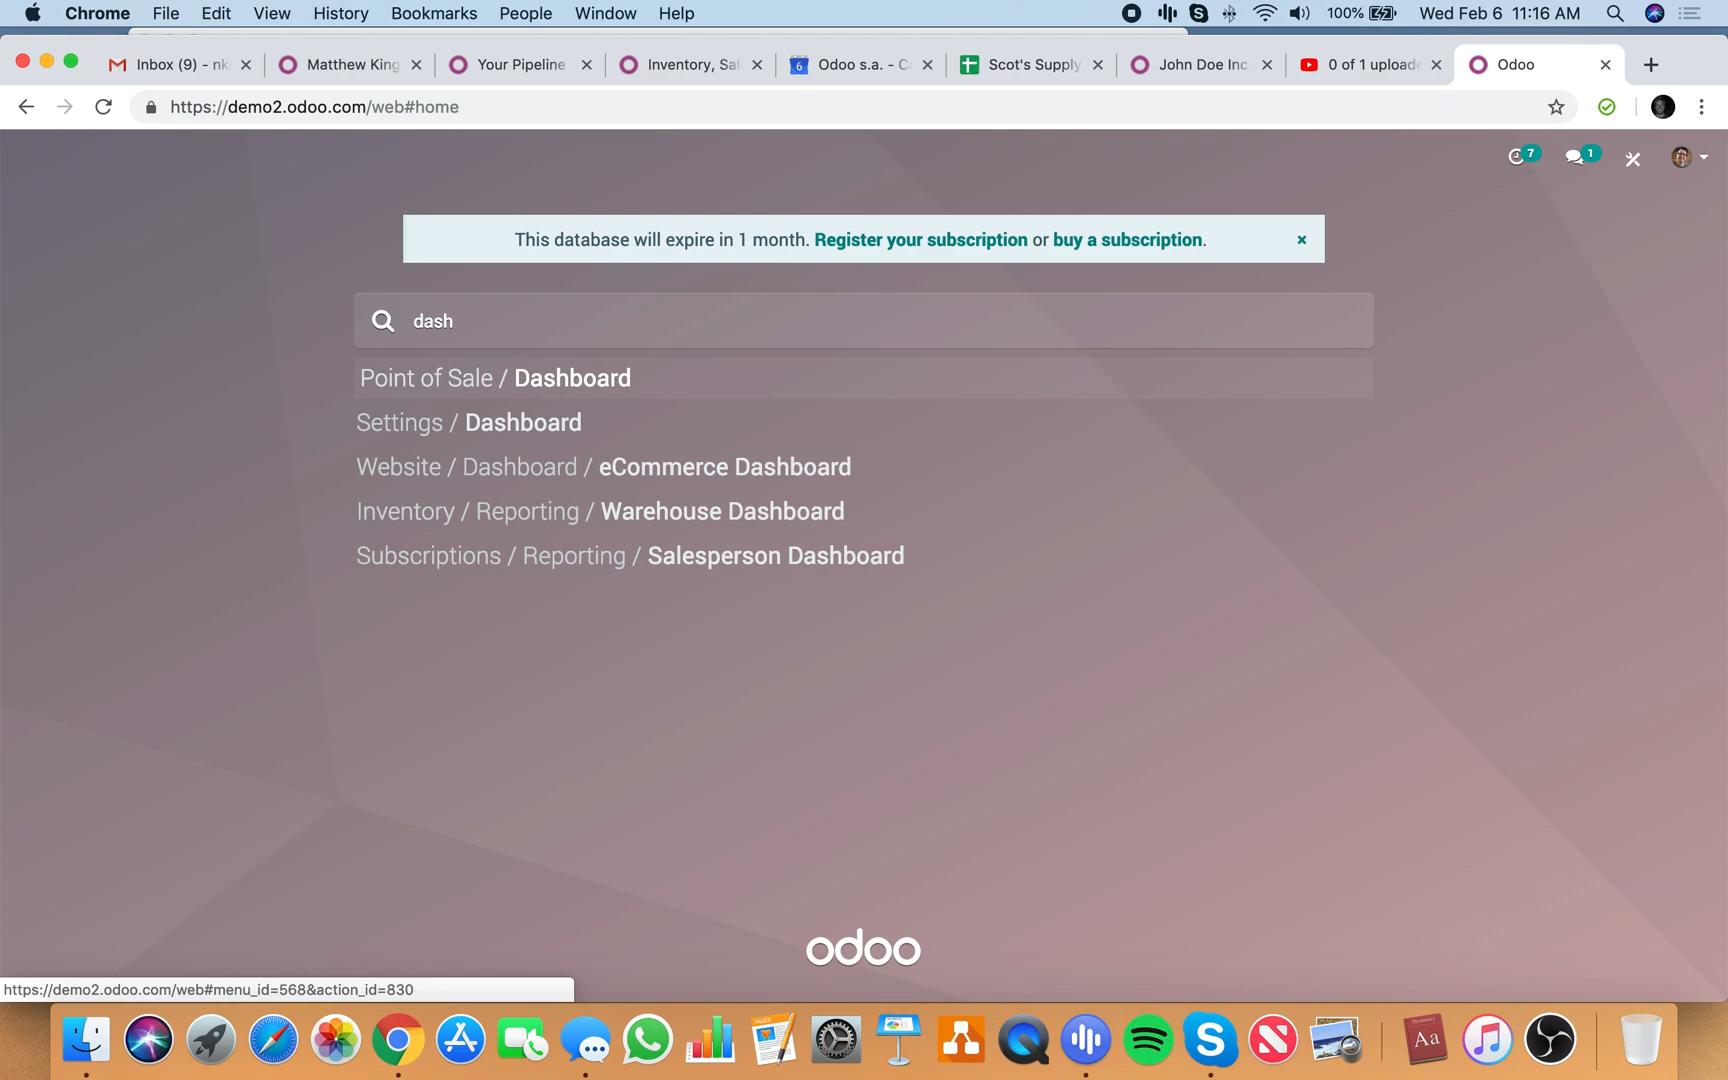 Chrome File Edit View History Bookmarks People Window Help 100% Wed Feb 6 11:16 AM
Inbox (9) - nk Matthew King Your Pipeline Inventory, Sal 6 Odoo s.a. - Ca Scot's Supply John Doe Inc. 0 of 1 uploade Odoo
https://demo2.odoo.com/web#home
7 1
This database will expire in 1 month. Register your subscription or buy a subscription.
dash
Point of Sale / Dashboard
Settings / Dashboard
Website / Dashboard / eCommerce Dashboard
Inventory / Reporting / Warehouse Dashboard
Subscriptions / Reporting / Salesperson Dashboard
odoo
https://demo2.odoo.com/web#menu_id=568&action_id=830
Aa